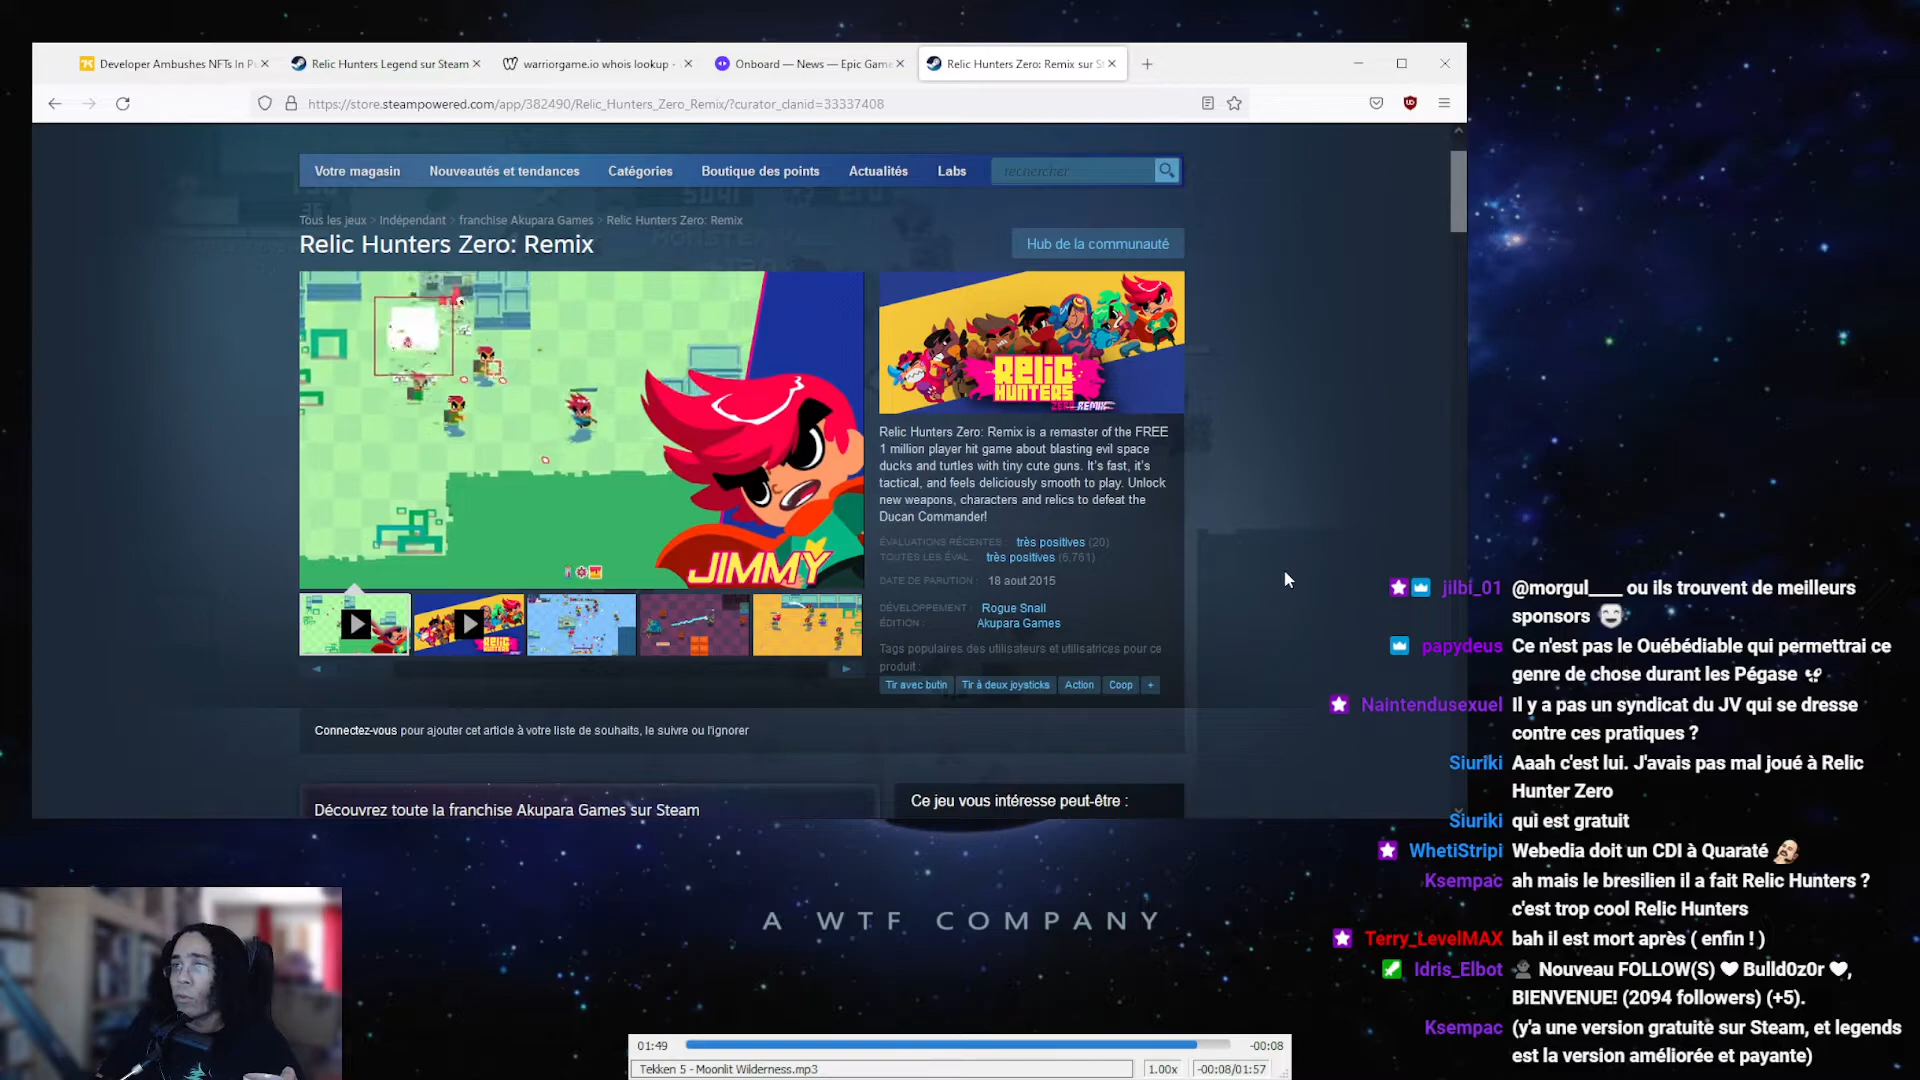 Developer Ambushes NFTs In P
Relic Hunters Legend sur Steam
warriorgame.io whois lookup -
Onboard — News — Epic Game
Relic Hunters Zero: Remix sur S
https://store.steampowered.com/app/382490/Relic_Hunters_Zero_Remix/?curator_clanid=33337408
Votre magasin
Nouveautés et tendances
Catégories
Boutique des points
Actualités
Labs
rechercher
Tous les jeux > Indépendant > franchise Akupara Games > Relic Hunters Zero: Remix
Relic Hunters Zero: Remix
Hub de la communauté
JIMMY
RELIC
HUNTERS
ZERO REMIX
Relic Hunters Zero: Remix is a remaster of the FREE
1 million player hit game about blasting evil space
ducks and turtles with tiny cute guns. It's fast, it's
tactical, and feels deliciously smooth to play. Unlock
new weapons, characters and relics to defeat the
Ducan Commander!
ÉVALUATIONS RÉCENTES : très positives (20)
TOUTES LES ÉVAL. très positives (6,761)
DATE DE PARUTION : 18 aout 2015
DÉVELOPPEMENT : Rogue Snail
ÉDITION : Akupara Games
Tags populaires des utilisateurs et utilisatrices pour ce
produit :
Tir avec butin
Tir à deux joysticks
Action
Coop
+
Connectez-vous pour ajouter cet article à votre liste de souhaits, le suivre ou l'ignorer
Découvrez toute la franchise Akupara Games sur Steam
Ce jeu vous intéresse peut-être :
jilbi_01 @morgul____ ou ils trouvent de meilleurs
sponsors
papydeus Ce n'est pas le Ouébédiable qui permettrai ce
genre de chose durant les Pégase
Naintendusexuel Il y a pas un syndicat du JV qui se dresse
contre ces pratiques ?
Siuriki Aaah c'est lui. J'avais pas mal joué à Relic
Hunter Zero
Siuriki qui est gratuit
WhetiStripi Webedia doit un CDI à Quaraté
Ksempac ah mais le bresilien il a fait Relic Hunters ?
c'est trop cool Relic Hunters
Terry_LevelMAX bah il est mort après ( enfin ! )
Idris_Elbot Nouveau FOLLOW(S) Bulld0z0r ,
BIENVENUE! (2094 followers) (+5).
Ksempac (y'a une version gratuite sur Steam, et legends
est la version améliorée et payante)
A WTF COMPANY
01:49
-00:08
Tekken 5 - Moonlit Wilderness.mp3
1.00x
-00:08/01:57